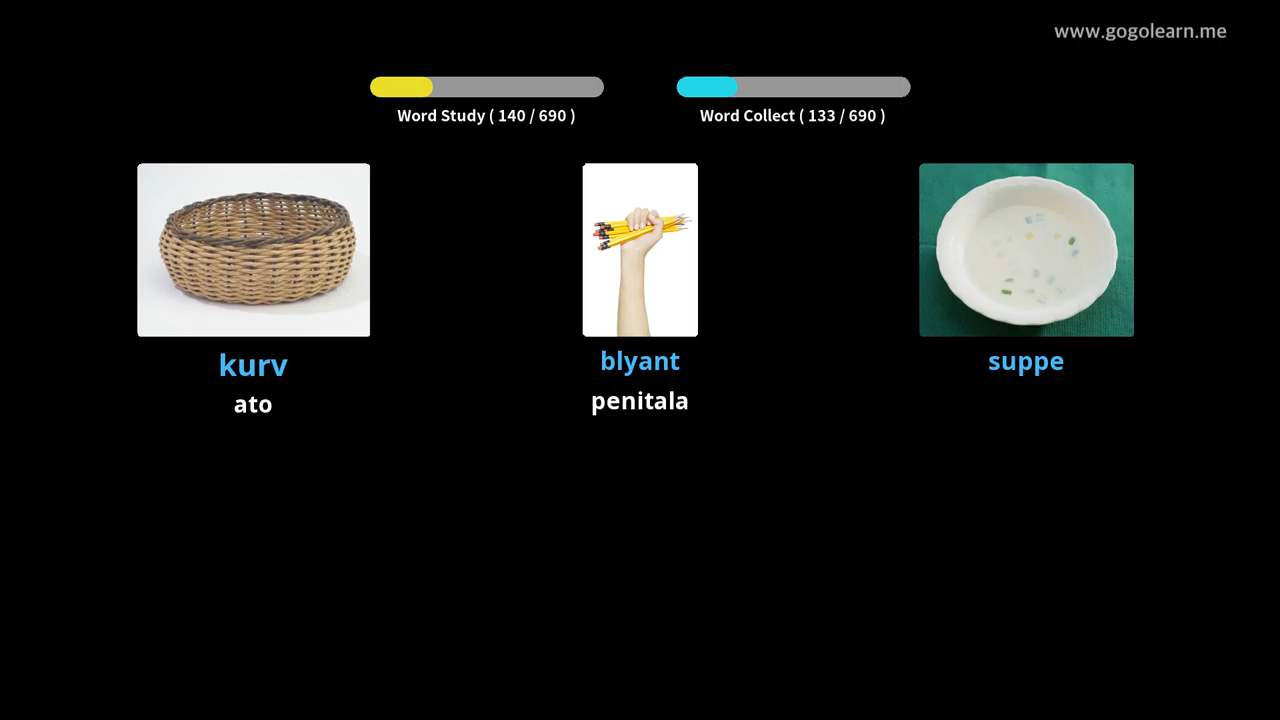 www.gogolearn.me
Word Study ( 140 / 690 )
Word Collect ( 133 / 690 )
kurv
ato
blyant
penitala
suppe